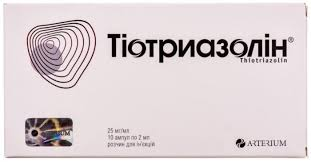 Тіотриазолін®
Thiotriazolin
25 мг/мл
10 ампул по 2 мл
розчин для ін'єкцій
ARTERIUM